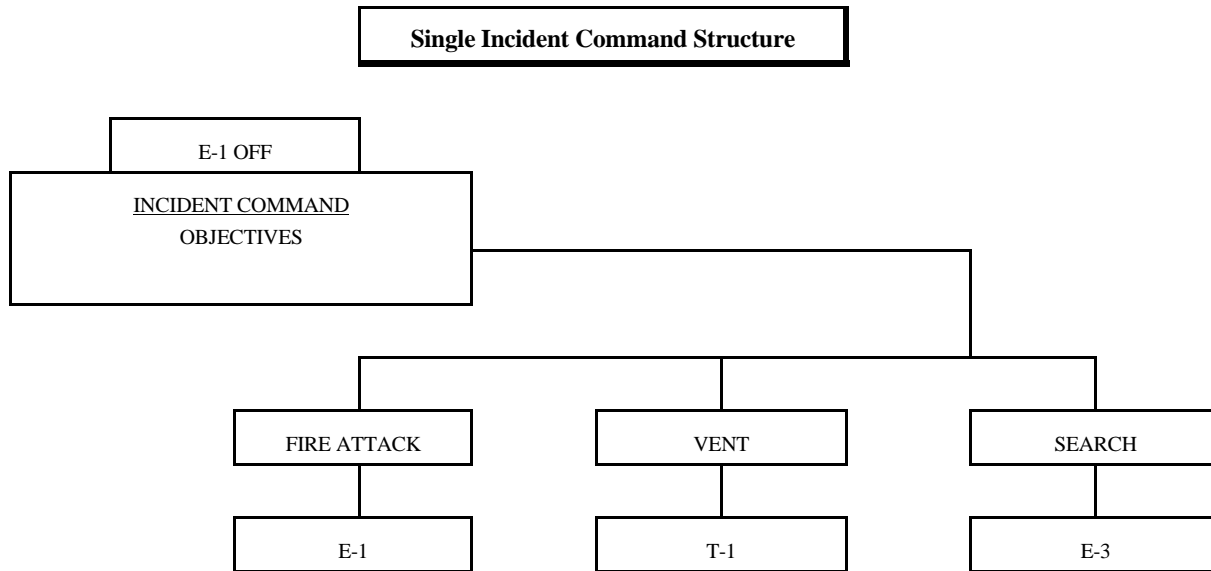 Single Incident Command Structure
E-1 OFF
INCIDENT COMMAND
OBJECTIVES
FIRE ATTACK
VENT
SEARCH
E-1
T-1
E-3